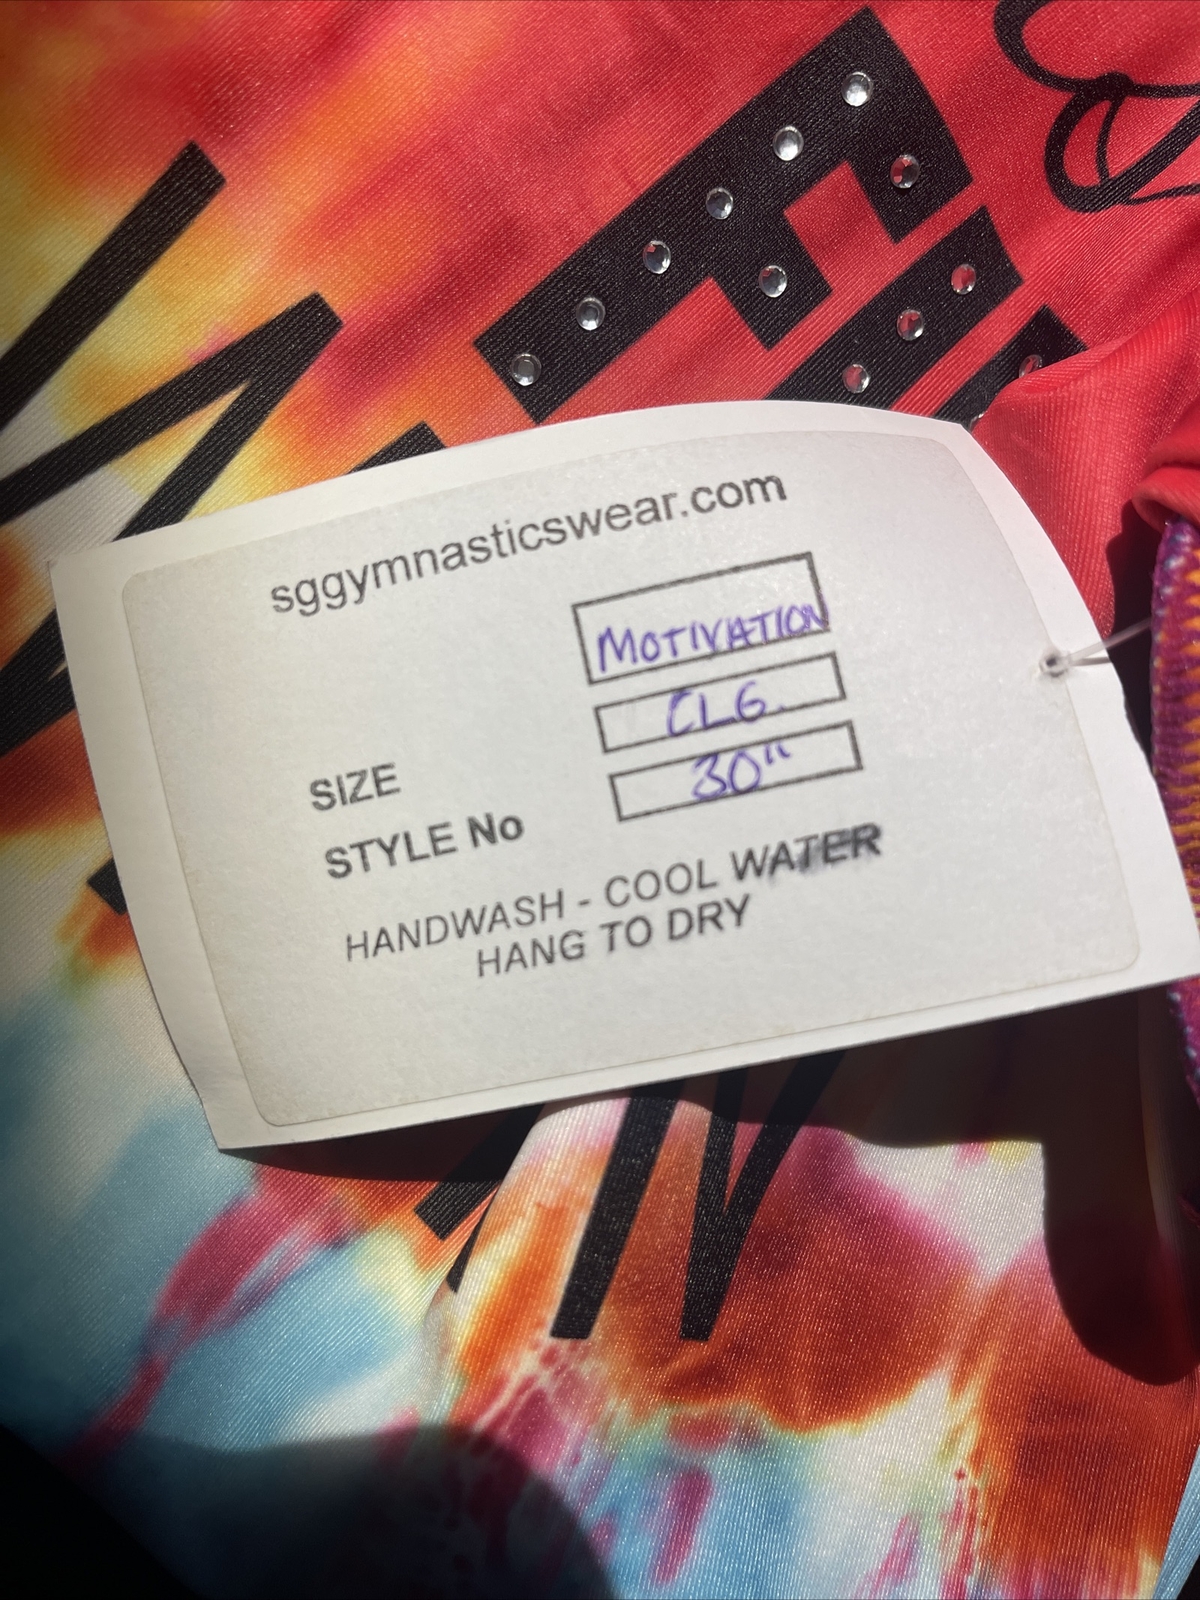 sggymnasticswear.com
MOTIVATION
CLG
SIZE
30"
STYLE No
HANDWASH - COOL WATER
HANG TO DRY